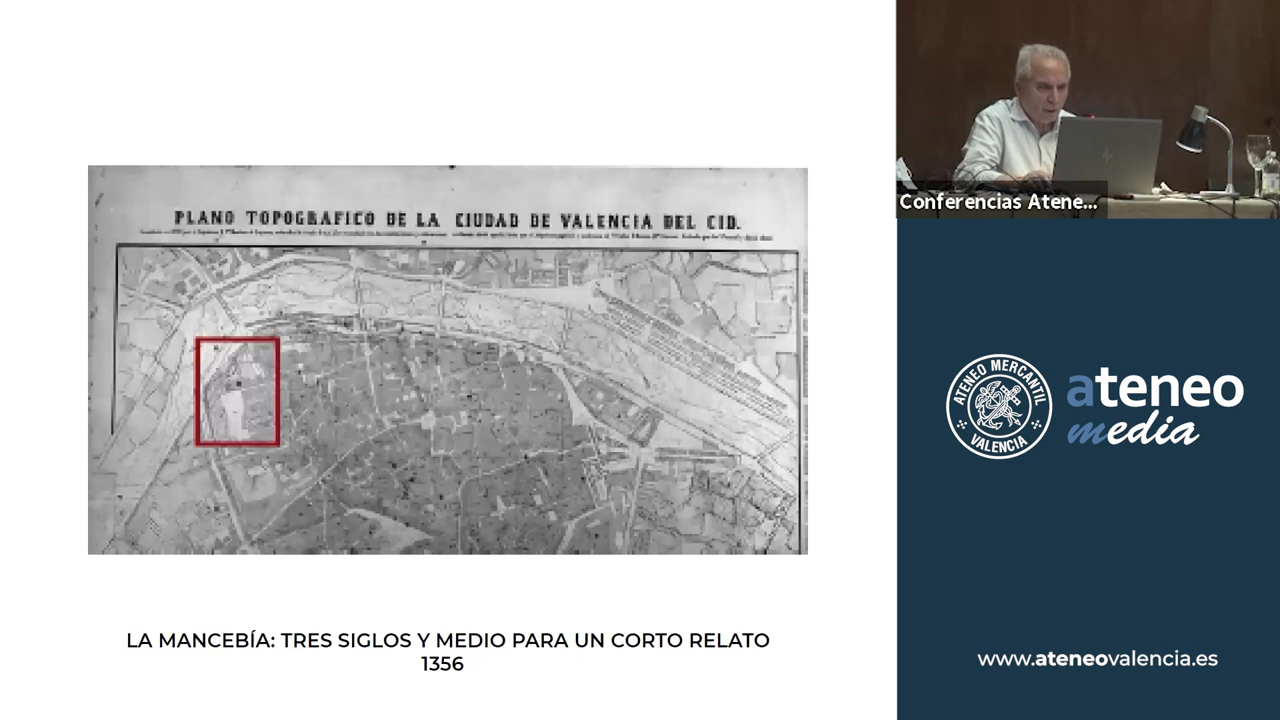 PLANO TOPOGRAFICO DE LA CIUDAD DE VALENCIA DEL CID.
LA MANCEBÍA: TRES SIGLOS Y MEDIO PARA UN CORTO RELATO
1356
Conferencias Atene...
ATENEO MERCANTIL
VALENCIA
ateneo
media
www.ateneovalencia.es